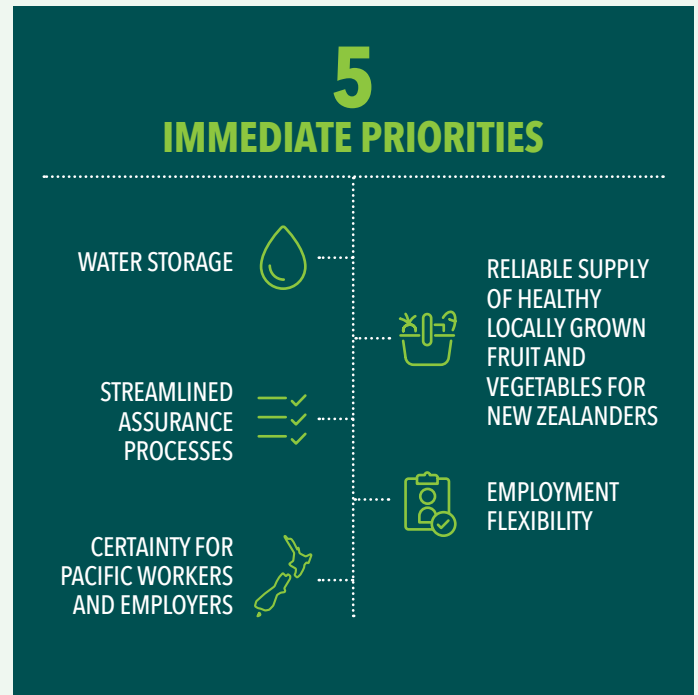 5
IMMEDIATE PRIORITIES
WATER STORAGE
RELIABLE SUPPLY
OF HEALTHY
LOCALLY GROWN
FRUIT AND
VEGETABLES FOR
NEW ZEALANDERS
STREAMLINED
ASSURANCE
PROCESSES
EMPLOYMENT
FLEXIBILITY
CERTAINTY FOR
PACIFIC WORKERS
AND EMPLOYERS